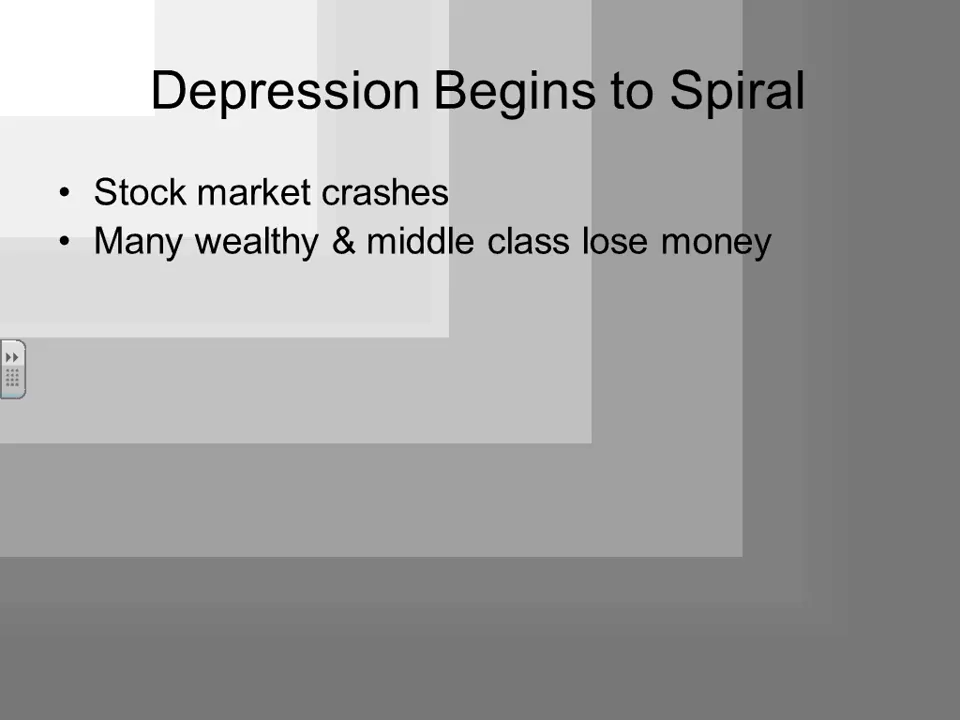 Depression Begins to Spiral
• Stock market crashes
• Many wealthy & middle class lose money